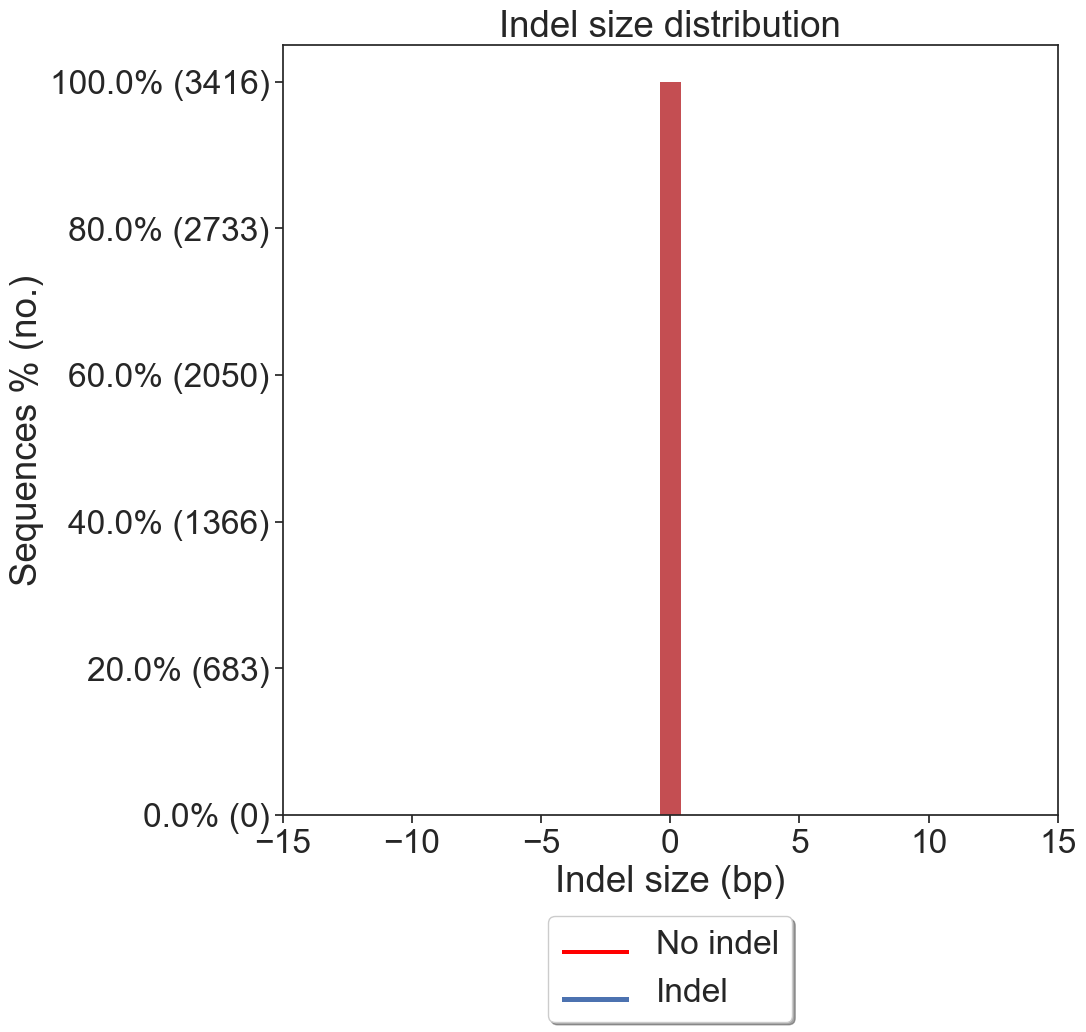 Indel size distribution
100.0% (3416)
80.0% (2733)
60.0% (2050)
40.0% (1366)
20.0% (683)
0.0% (0)
Sequences % (no.)
−15 −10 −5 0 5 10 15
Indel size (bp)
No indel
Indel